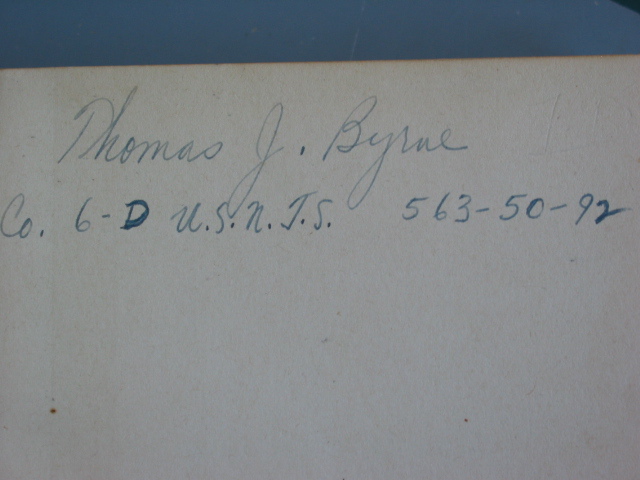 Thomas J. Byrne
Co. 6-D U.S.N.T.S. 563-50-92